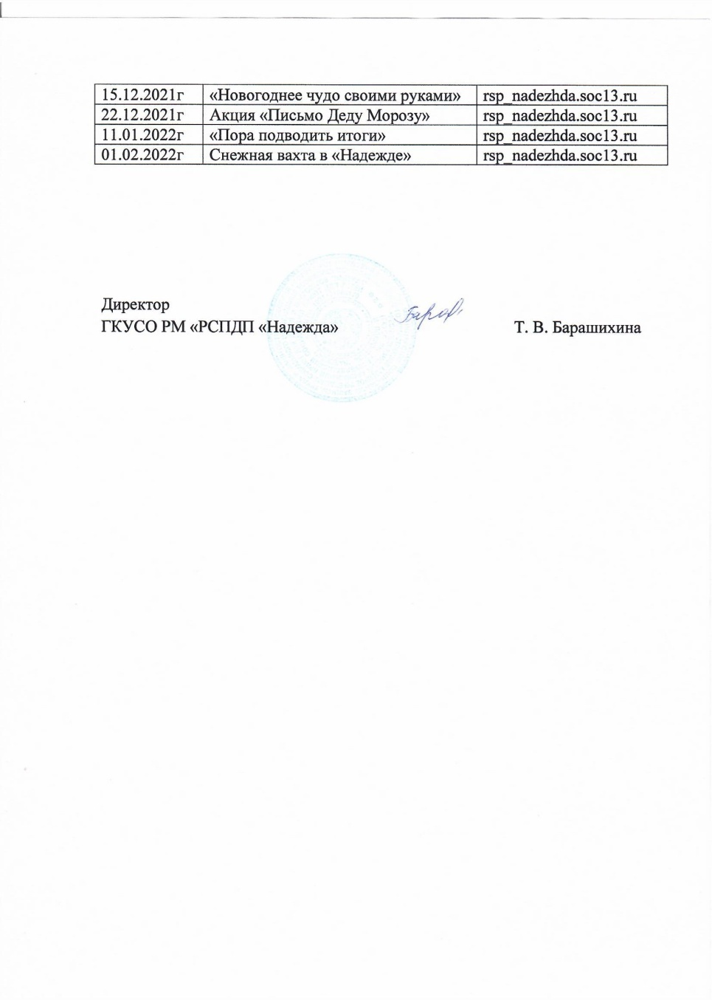 15.12.2021г «Новогоднее чудо своими руками» rsp_nadezhda.soc13.ru
22.12.2021г Акция «Письмо Деду Морозу» rsp_nadezhda.soc13.ru
11.01.2022г «Пора подводить итоги» rsp_nadezhda.soc13.ru
01.02.2022г Снежная вахта в «Надежде» rsp_nadezhda.soc13.ru
Директор
ГКУСО РМ «РСПДП «Надежда» Т. В. Барашихина